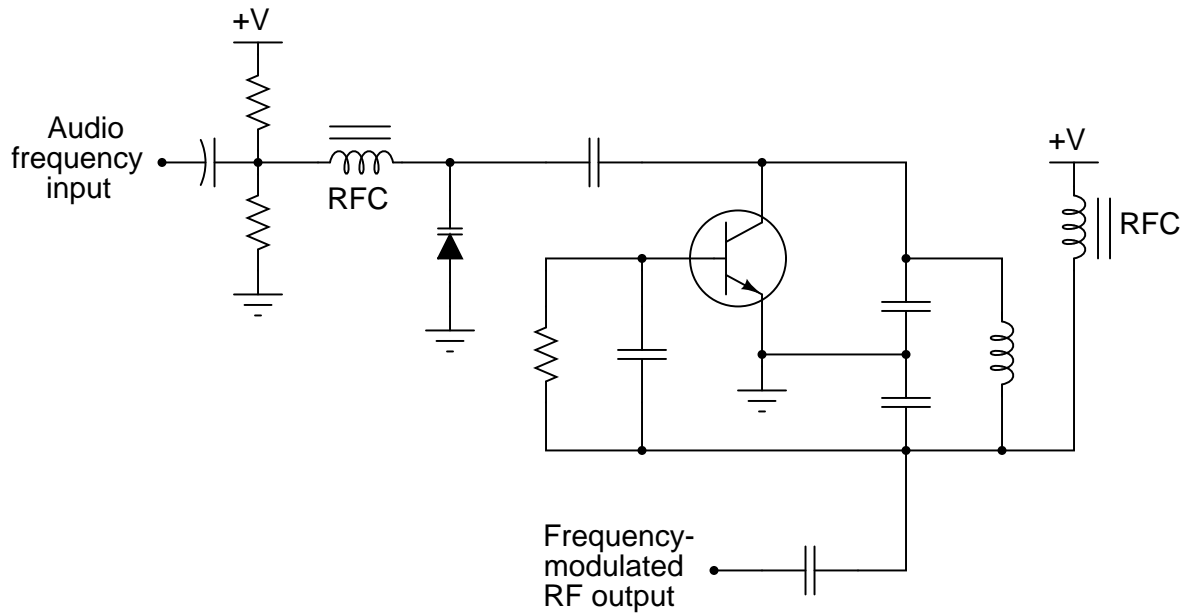 +V
Audio
frequency
input
RFC
+V
RFC
Frequency-
modulated
RF output